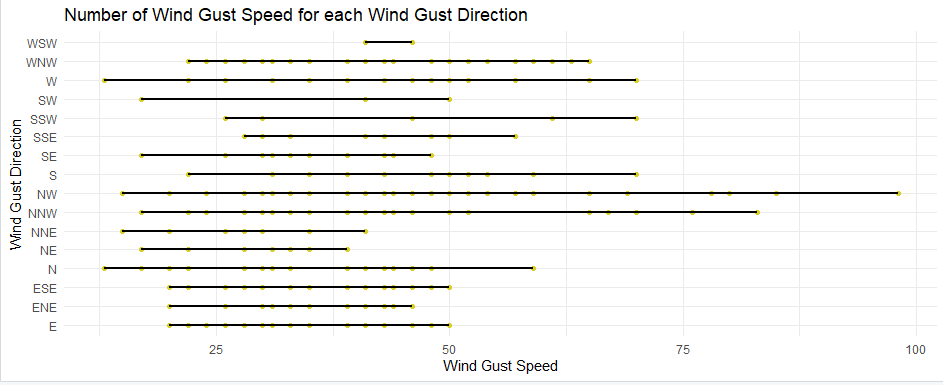 Number of Wind Gust Speed for each Wind Gust Direction
Wind Gust Direction
WSW
WNW
W
SW
SSW
SSE
SE
S
NW
NNW
NNE
NE
N
ESE
ENE
E
25 50 75 100
Wind Gust Speed